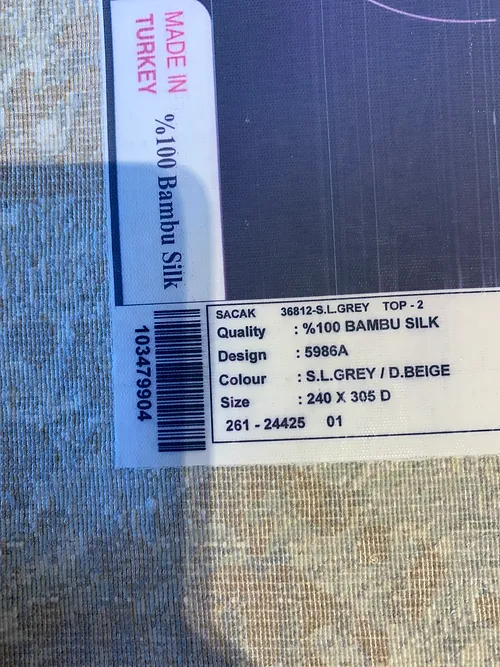 MADE IN
TURKEY
%100 Bambu Silk
103479904
SACAK 36812-S.L.GREY TOP - 2
Quality : %100 BAMBU SILK
Design : 5986A
Colour : S.L.GREY / D.BEIGE
Size : 240 X 305 D
261 - 24425 01